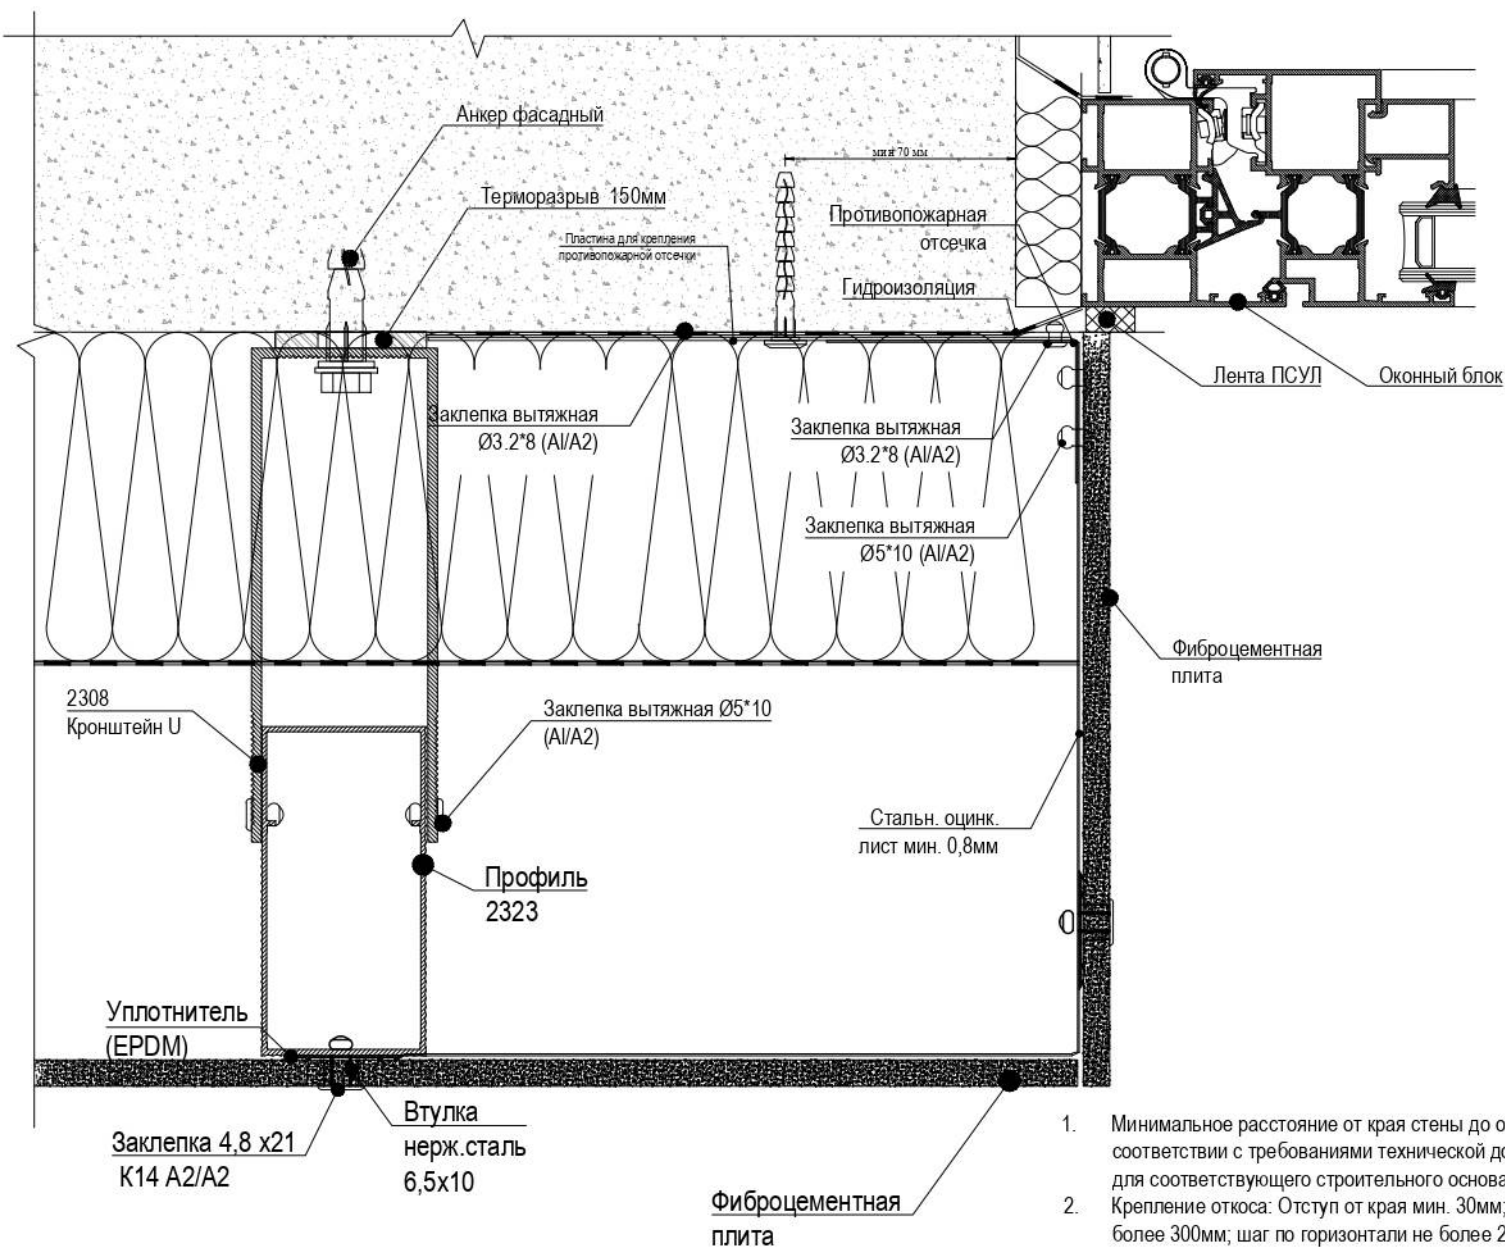 Анкер фасадный
мин 70 мм
Терморазрыв 150мм
Противопожарная
отсечка
Пластина для крепления
противопожарной отсечки
Гидроизоляция
Лента ПСУЛ
Оконный блок
Заклепка вытяжная
Ø3.2*8 (Al/A2)
Заклепка вытяжная
Ø3.2*8 (Al/A2)
Заклепка вытяжная
Ø5*10 (Al/A2)
Фиброцементная
плита
2308
Кронштейн U
Заклепка вытяжная Ø5*10
(Al/A2)
Стальн. оцинк.
лист мин. 0,8мм
Профиль
2323
Уплотнитель
(EPDM)
Втулка
нерж.сталь
6,5х10
Заклепка 4,8 х21
К14 А2/А2
Фиброцементная
плита
1. Минимальное расстояние от края стены до о
соответствии с требованиями технической до
для соответствующего строительного основа
2. Крепление откоса: Отступ от края мин. 30мм;
более 300мм; шаг по горизонтали не более 2